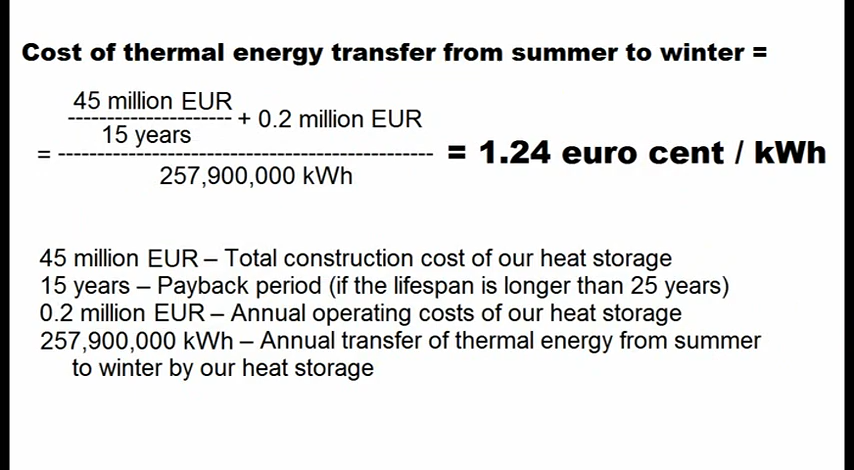 Cost of thermal energy transfer from summer to winter =
45 million EUR
--------------------- + 0.2 million EUR
15 years
= ------------------------------------------------ = 1.24 euro cent / kWh
257,900,000 kWh
45 million EUR – Total construction cost of our heat storage
15 years – Payback period (if the lifespan is longer than 25 years)
0.2 million EUR – Annual operating costs of our heat storage
257,900,000 kWh – Annual transfer of thermal energy from summer
to winter by our heat storage